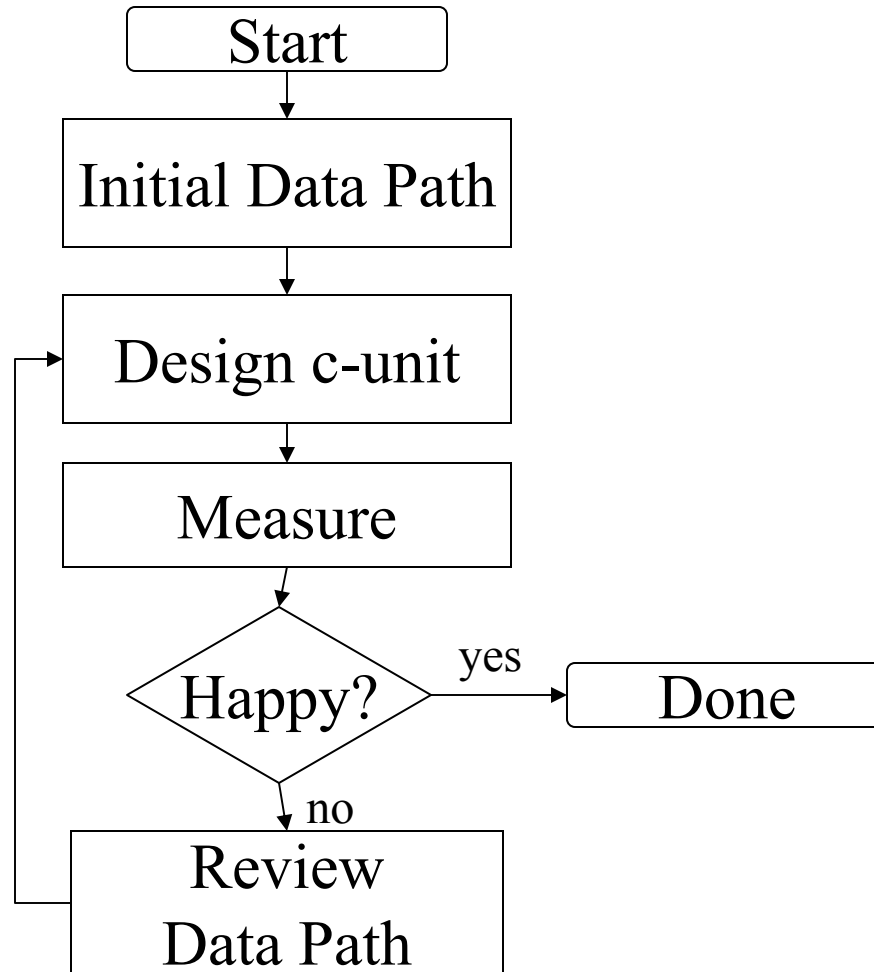 Start
Initial Data Path
Design c-unit
Measure
Happy?
yes
Done
no
Review
Data Path